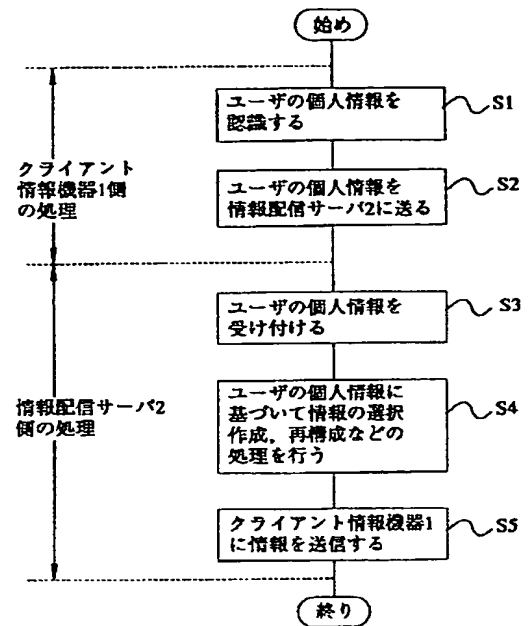 始め
ユーザの個人情報を
認識する
S1
クライアント
情報機器1側
の処理
ユーザの個人情報を
情報配信サーバ2に送る
S2
ユーザの個人情報を
受け付ける
S3
情報配信サーバ2
側の処理
ユーザの個人情報に
基づいて情報の選択
作成，再構成などの
処理を行う
S4
クライアント情報機器1
に情報を送信する
S5
終り